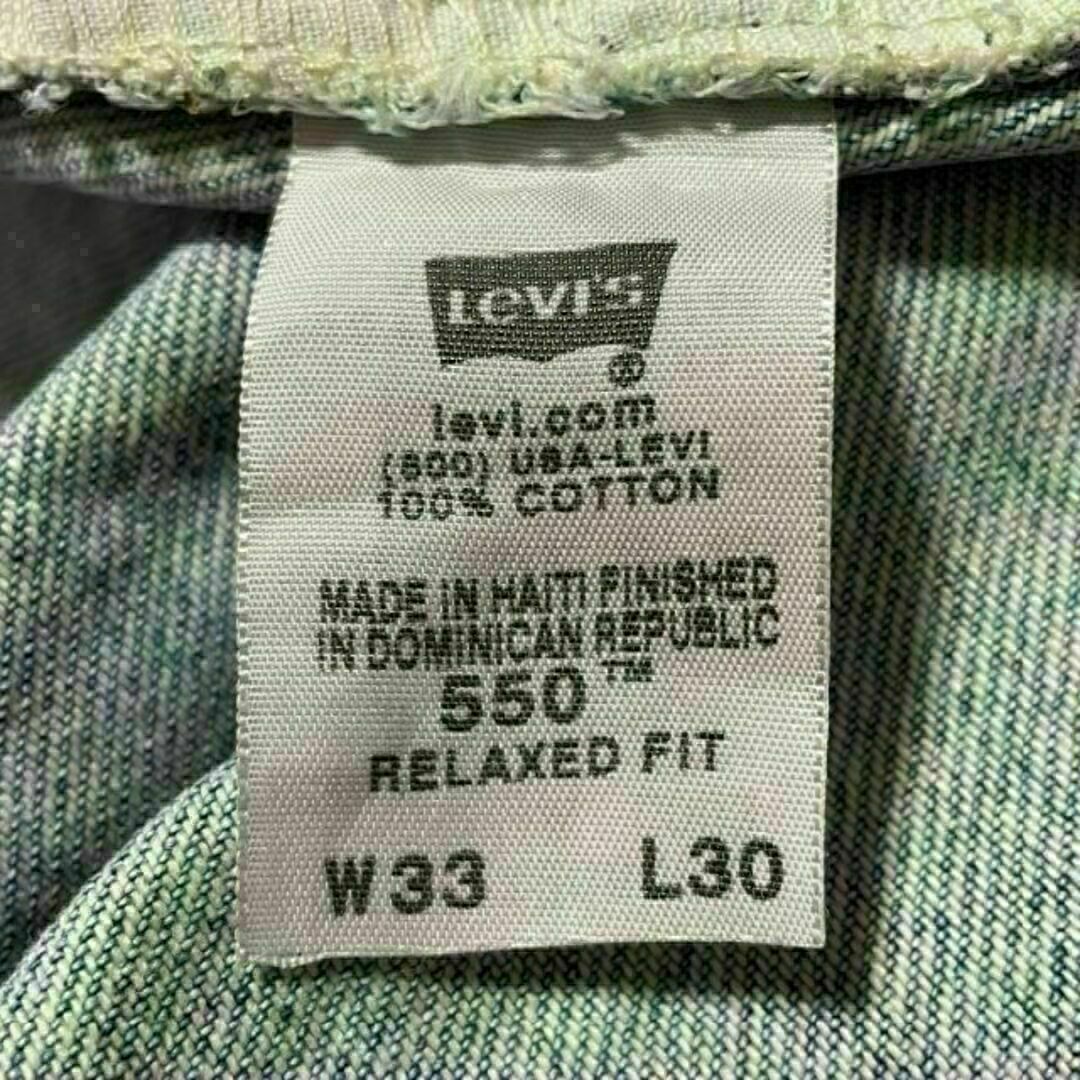 Levi's
®
levi.com
(800) USA-LEVI
100% COTTON
MADE IN HAITI FINISHED
IN DOMINICAN REPUBLIC
550™
RELAXED FIT
W33 L30